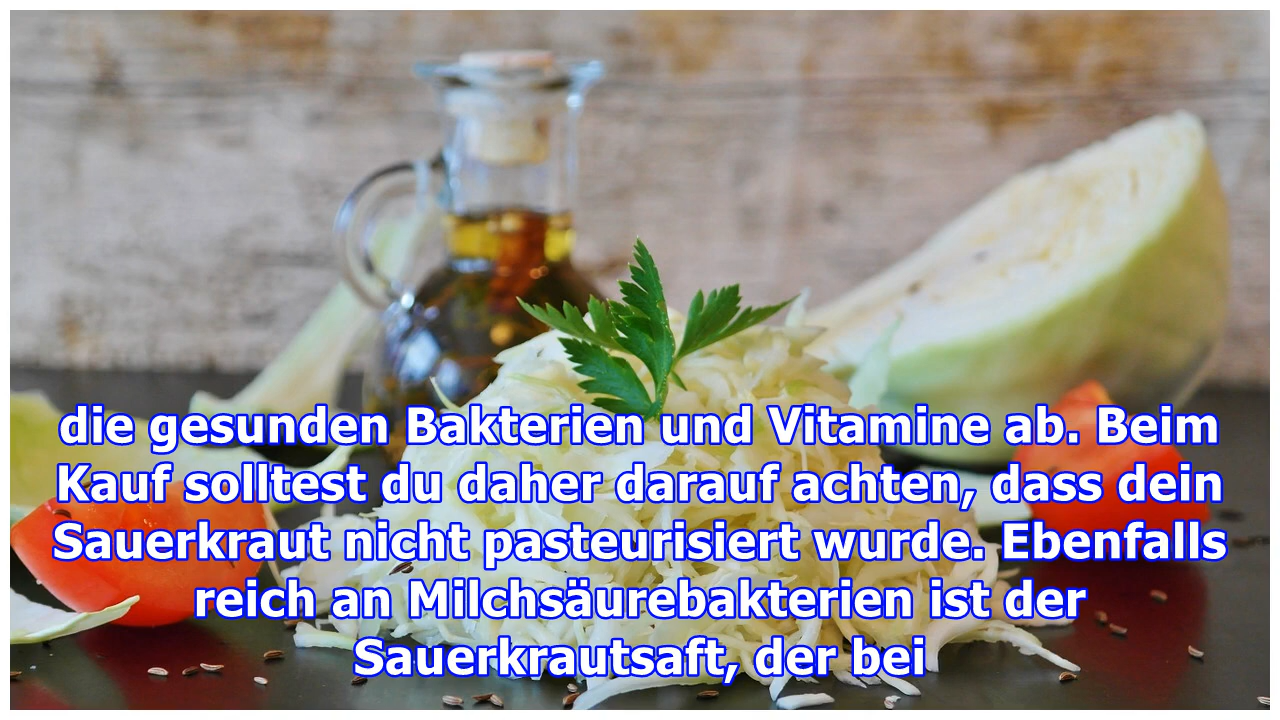 die gesunden Bakterien und Vitamine ab. Beim
Kauf solltest du daher darauf achten, dass dein
Sauerkraut nicht pasteurisiert wurde. Ebenfalls
reich an Milchsäurebakterien ist der
Sauerkrautsaft, der bei